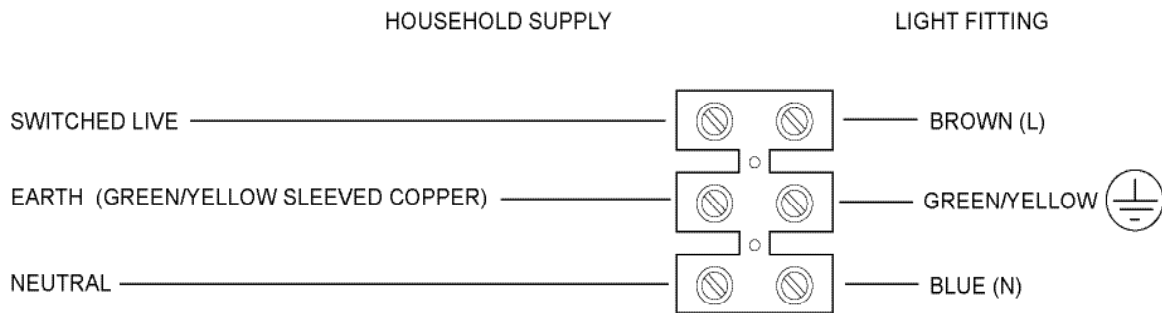 HOUSEHOLD SUPPLY LIGHT FITTING
SWITCHED LIVE BROWN (L)
EARTH (GREEN/YELLOW SLEEVED COPPER) GREEN/YELLOW
NEUTRAL BLUE (N)